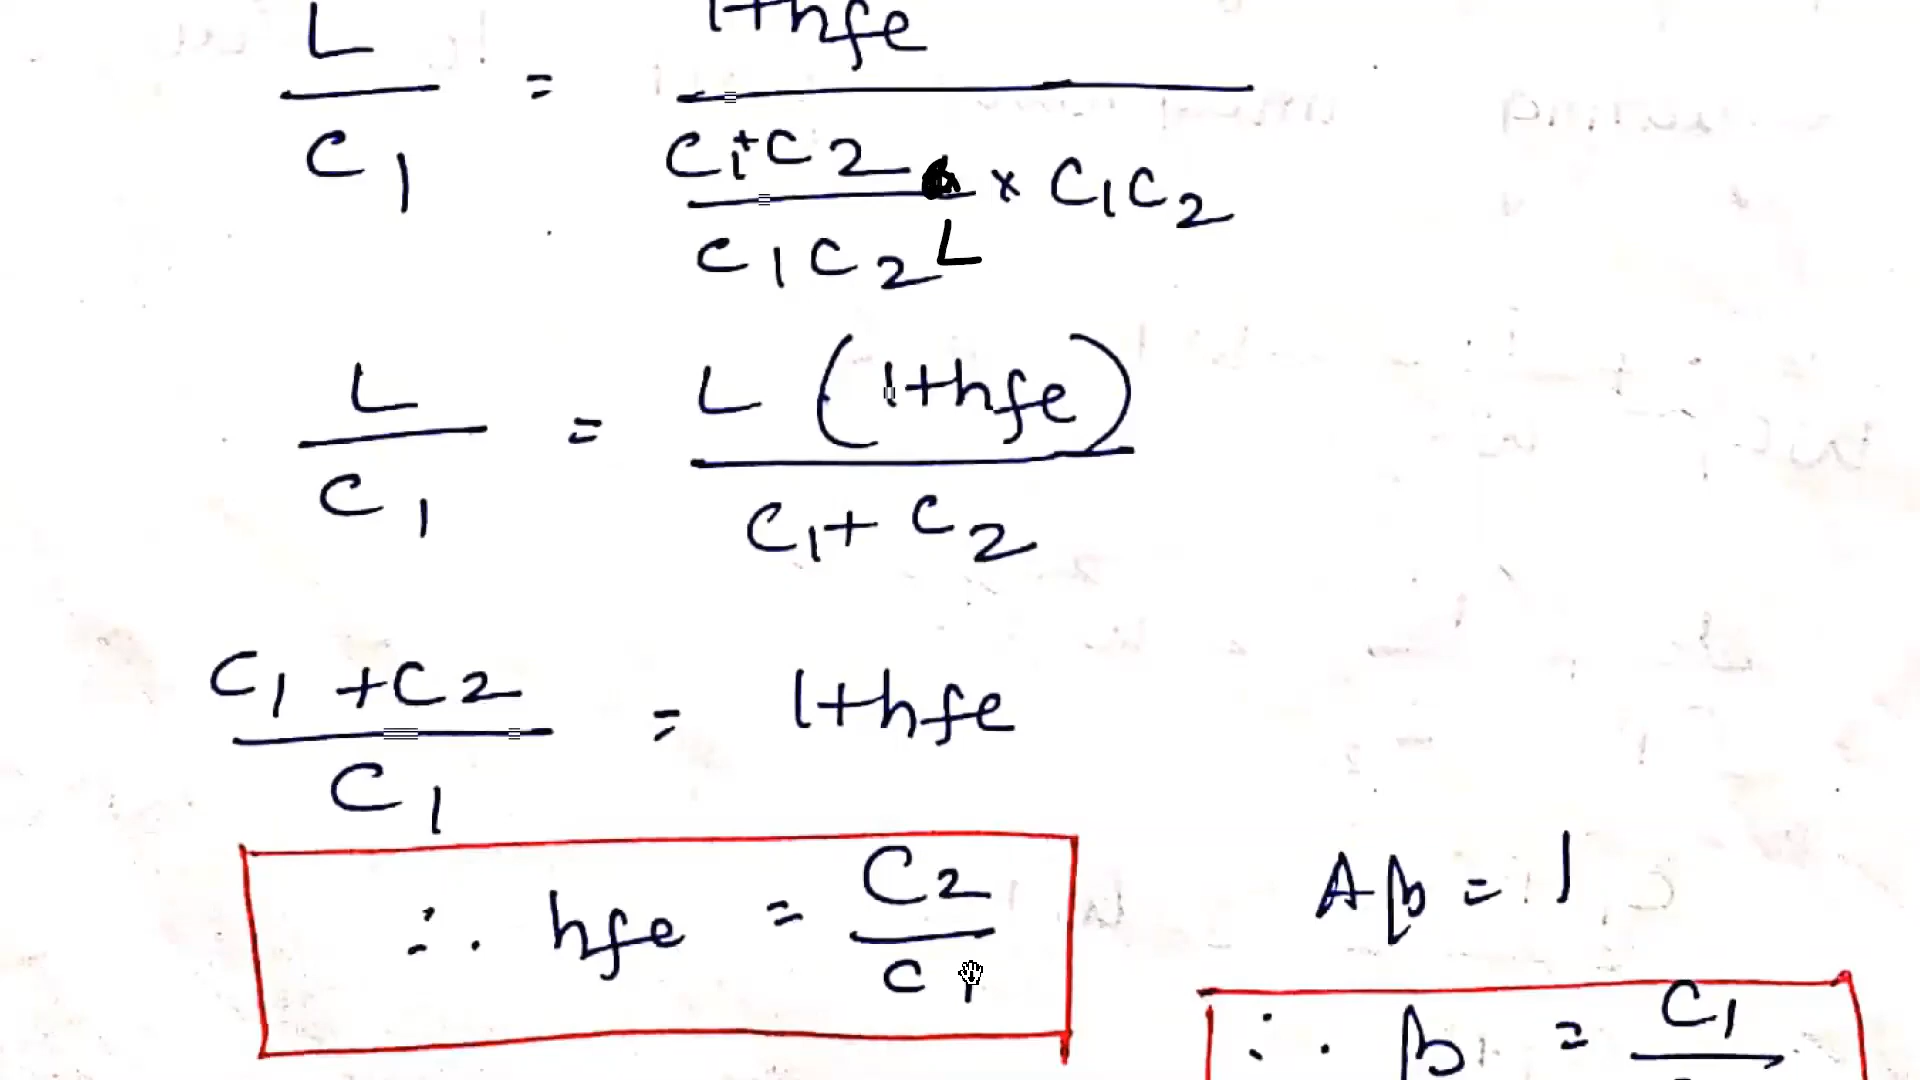 L/C1 = 1+hfe / ((C1+C2 / C1C2L) × C1C2)
L/C1 = L(1+hfe) / C1+C2
C1+C2 / C1 = 1+hfe
∴ hfe = C2/C1
Aβ = 1
∴ β = C1